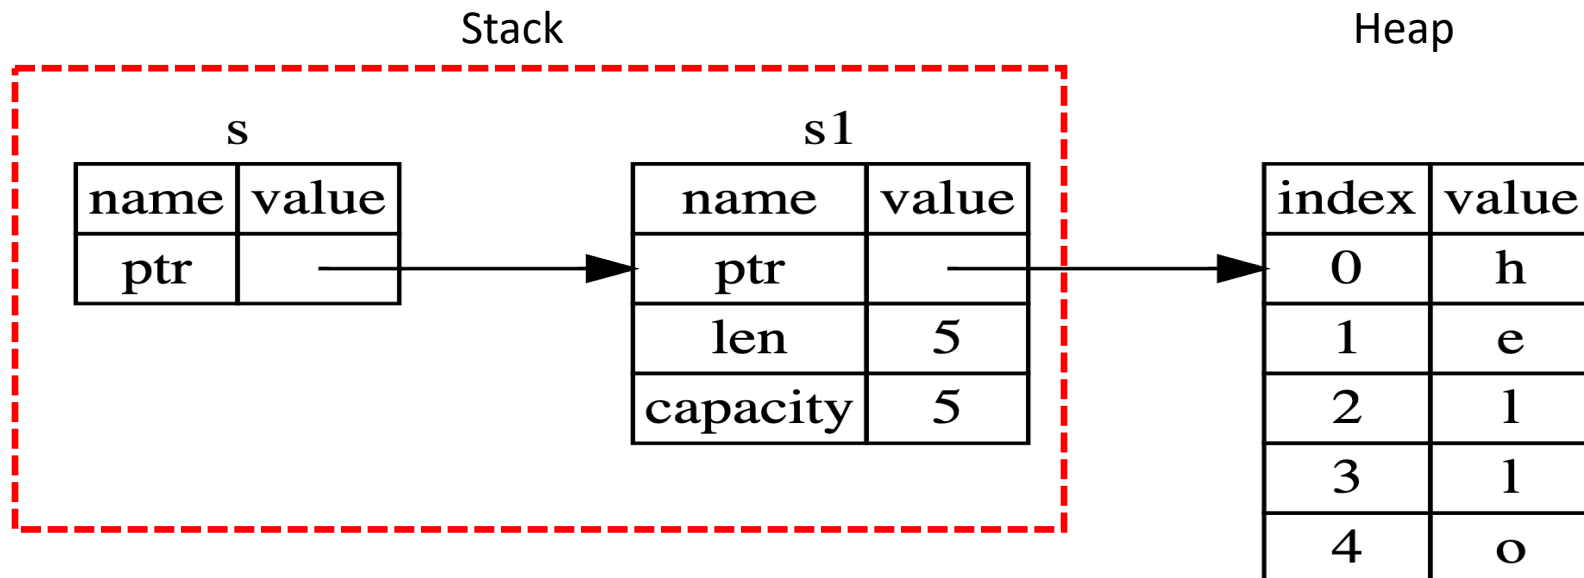 Stack Heap
s s1
name value name value index value
ptr ptr 0 h
len 5 1 e
capacity 5 2 l
3 l
4 o